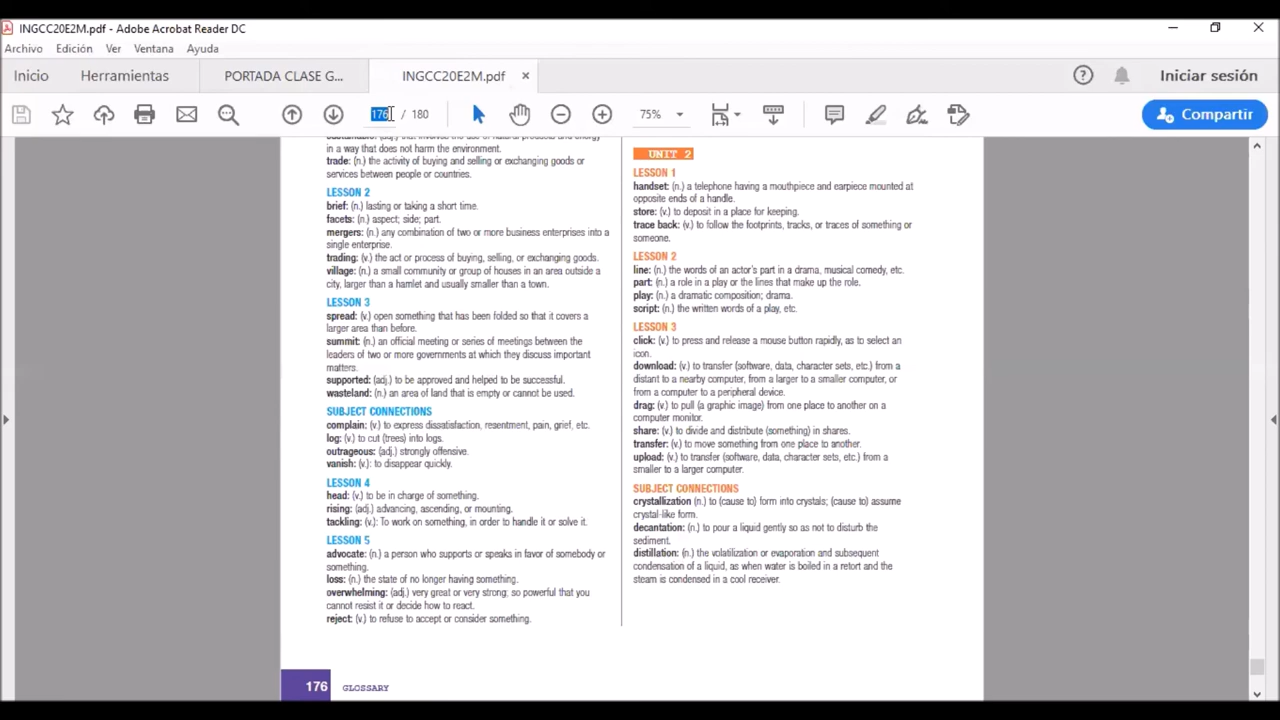 INGCC20E2M.pdf - Adobe Acrobat Reader DC
Archivo Edición Ver Ventana Ayuda
Inicio Herramientas PORTADA CLASE G... INGCC20E2M.pdf Iniciar sesión
176 / 180 75% Compartir
sustainable: (adj.) that involves the use of natural products and energy
in a way that does not harm the environment.
trade: (n.) the activity of buying and selling or exchanging goods or
services between people or countries.
LESSON 2
brief: (n.) lasting or taking a short time.
facets: (n.) aspect; side; part.
mergers: (n.) any combination of two or more business enterprises into a
single enterprise.
trading: (v.) the act or process of buying, selling, or exchanging goods.
village: (n.) a small community or group of houses in an area outside a
city, larger than a hamlet and usually smaller than a town.
LESSON 3
spread: (v.) open something that has been folded so that it covers a
larger area than before.
summit: (n.) an official meeting or series of meetings between the
leaders of two or more governments at which they discuss important
matters.
supported: (adj.) to be approved and helped to be successful.
wasteland: (n.) an area of land that is empty or cannot be used.
SUBJECT CONNECTIONS
complain: (v.) to express dissatisfaction, resentment, pain, grief, etc.
log: (v.) to cut (trees) into logs.
outrageous: (adj.) strongly offensive.
vanish: (v.): to disappear quickly.
LESSON 4
head: (v.) to be in charge of something.
rising: (adj.) advancing, ascending, or mounting.
tackling: (v.): To work on something, in order to handle it or solve it.
LESSON 5
advocate: (n.) a person who supports or speaks in favor of somebody or
something.
loss: (n.) the state of no longer having something.
overwhelming: (adj.) very great or very strong; so powerful that you
cannot resist it or decide how to react.
reject: (v.) to refuse to accept or consider something.
UNIT 2
LESSON 1
handset: (n.) a telephone having a mouthpiece and earpiece mounted at
opposite ends of a handle.
store: (v.) to deposit in a place for keeping.
trace back: (v.) to follow the footprints, tracks, or traces of something or
someone.
LESSON 2
line: (n.) the words of an actor's part in a drama, musical comedy, etc.
part: (n.) a role in a play or the lines that make up the role.
play: (n.) a dramatic composition; drama.
script: (n.) the written words of a play, etc.
LESSON 3
click: (v.) to press and release a mouse button rapidly, as to select an
icon.
download: (v.) to transfer (software, data, character sets, etc.) from a
distant to a nearby computer, from a larger to a smaller computer, or
from a computer to a peripheral device.
drag: (v.) to pull (a graphic image) from one place to another on a
computer monitor.
share: (v.) to divide and distribute (something) in shares.
transfer: (v.) to move something from one place to another.
upload: (v.) to transfer (software, data, character sets, etc.) from a
smaller to a larger computer.
SUBJECT CONNECTIONS
crystallization (n.) to (cause to) form into crystals; (cause to) assume
crystal-like form.
decantation: (n.) to pour a liquid gently so as not to disturb the
sediment.
distillation: (n.) the volatilization or evaporation and subsequent
condensation of a liquid, as when water is boiled in a retort and the
steam is condensed in a cool receiver.
176 GLOSSARY